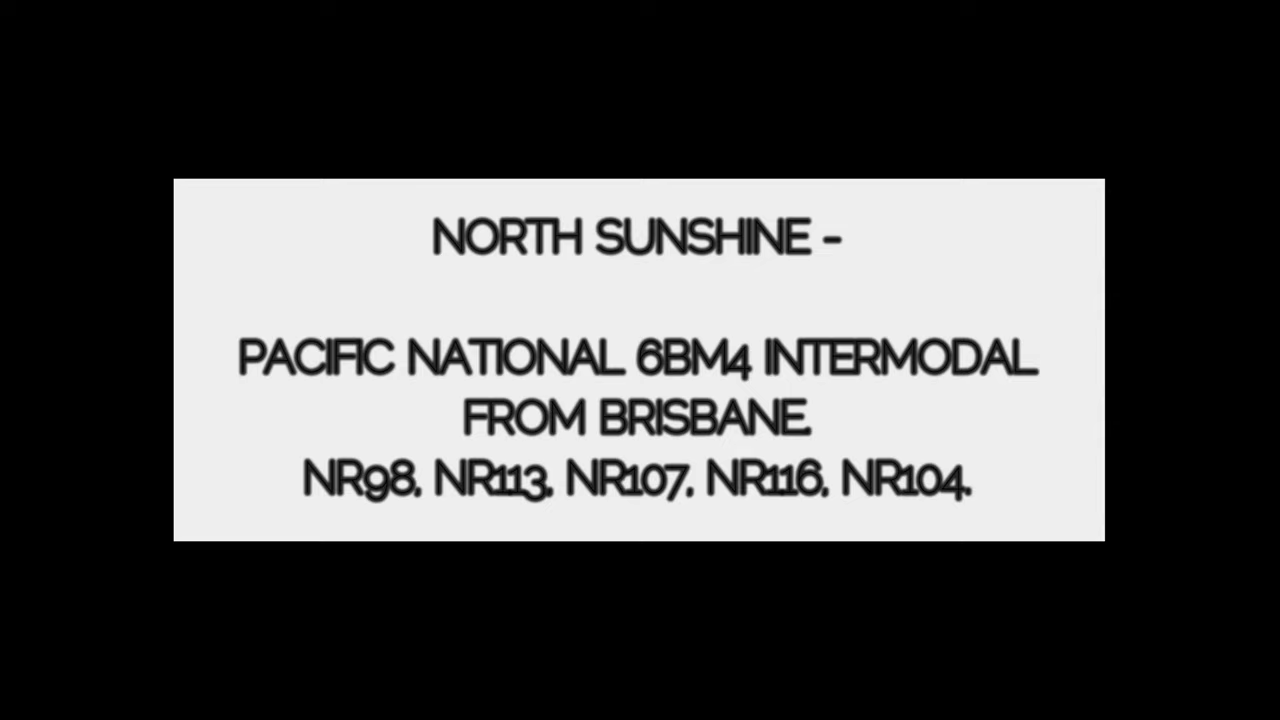 NORTH SUNSHINE -
PACIFIC NATIONAL 6BM4 INTERMODAL
FROM BRISBANE.
NR98, NR113, NR107, NR116, NR104.